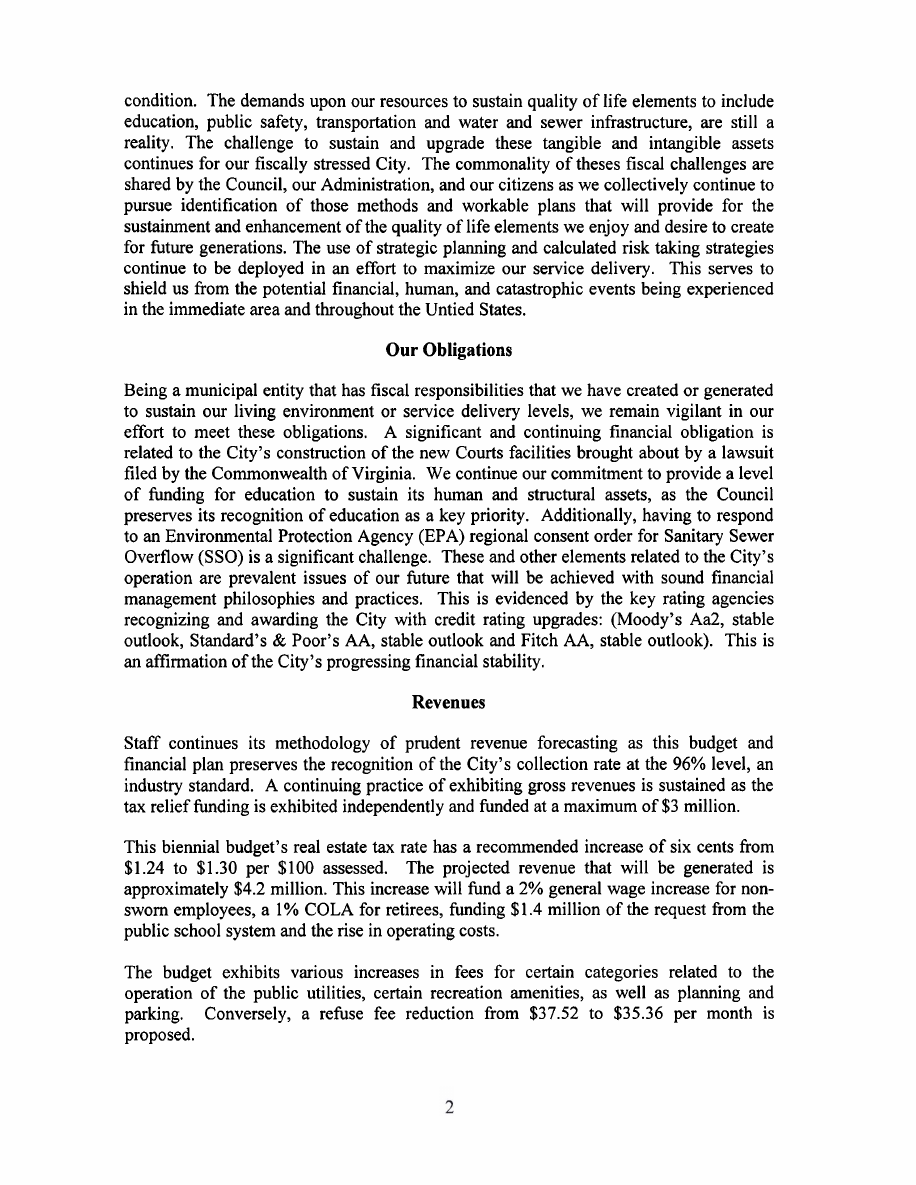 condition. The demands upon our resources to sustain quality of life elements to include
education, public safety, transportation and water and sewer infrastructure, are still a
reality. The challenge to sustain and upgrade these tangible and intangible assets
continues for our fiscally stressed City. The commonality of theses fiscal challenges are
shared by the Council, our Administration, and our citizens as we collectively continue to
pursue identification of those methods and workable plans that will provide for the
sustainment and enhancement of the quality of life elements we enjoy and desire to create
for future generations. The use of strategic planning and calculated risk taking strategies
continue to be deployed in an effort to maximize our service delivery. This serves to
shield us from the potential financial, human, and catastrophic events being experienced
in the immediate area and throughout the Untied States.
Our Obligations
Being a municipal entity that has fiscal responsibilities that we have created or generated
to sustain our living environment or service delivery levels, we remain vigilant in our
effort to meet these obligations. A significant and continuing financial obligation is
related to the City's construction of the new Courts facilities brought about by a lawsuit
filed by the Commonwealth of Virginia. We continue our commitment to provide a level
of funding for education to sustain its human and structural assets, as the Council
preserves its recognition of education as a key priority. Additionally, having to respond
to an Environmental Protection Agency (EPA) regional consent order for Sanitary Sewer
Overflow (SSO) is a significant challenge. These and other elements related to the City's
operation are prevalent issues of our future that will be achieved with sound financial
management philosophies and practices. This is evidenced by the key rating agencies
recognizing and awarding the City with credit rating upgrades: (Moody's Aa2, stable
outlook, Standard's & Poor's AA, stable outlook and Fitch AA, stable outlook). This is
an affirmation of the City's progressing financial stability.
Revenues
Staff continues its methodology of prudent revenue forecasting as this budget and
financial plan preserves the recognition of the City's collection rate at the 96% level, an
industry standard. A continuing practice of exhibiting gross revenues is sustained as the
tax relief funding is exhibited independently and funded at a maximum of $3 million.
This biennial budget's real estate tax rate has a recommended increase of six cents from
$1.24 to $1.30 per $100 assessed. The projected revenue that will be generated is
approximately $4.2 million. This increase will fund a 2% general wage increase for non-
sworn employees, a 1% COLA for retirees, funding $1.4 million of the request from the
public school system and the rise in operating costs.
The budget exhibits various increases in fees for certain categories related to the
operation of the public utilities, certain recreation amenities, as well as planning and
parking. Conversely, a refuse fee reduction from $37.52 to $35.36 per month is
proposed.
2